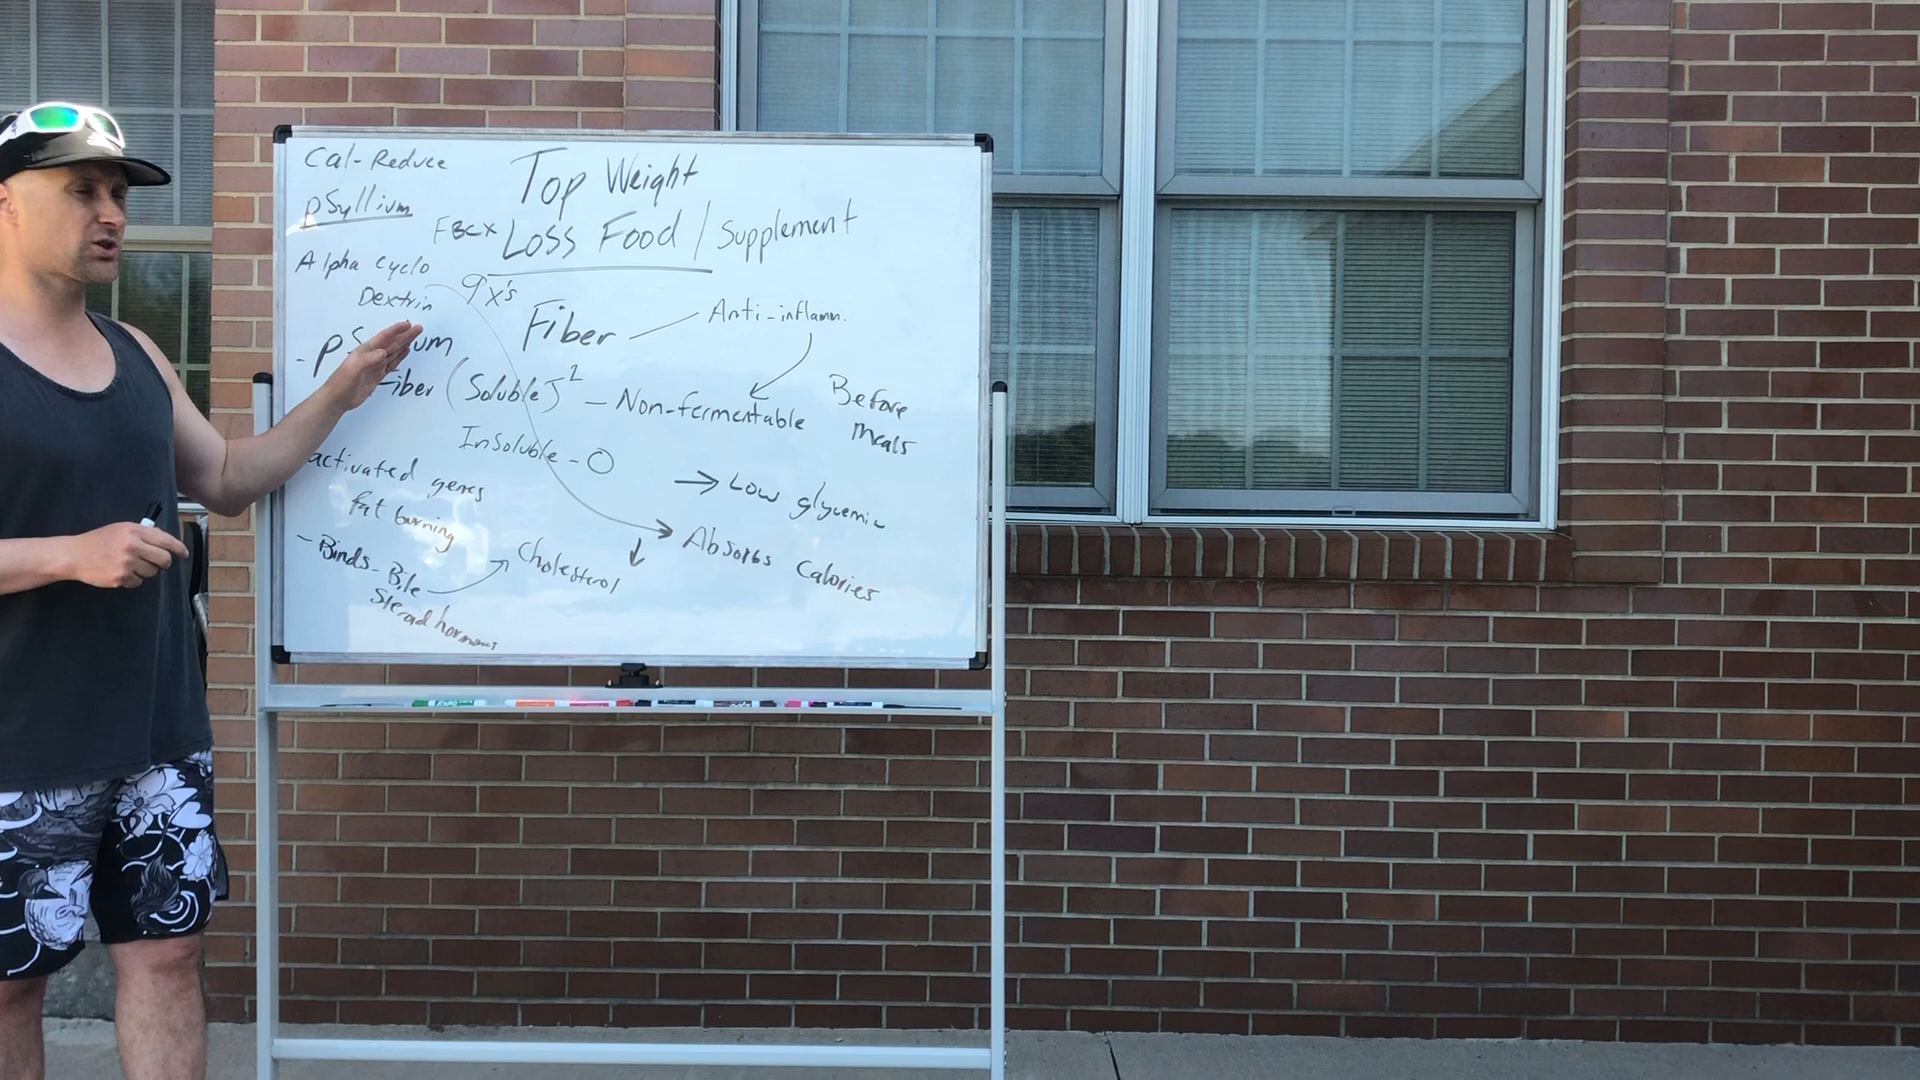 Cal-Reduce
pSyllium
Alpha Cyclo
Dextrin
Top Weight
FBCx Loss Food / Supplement
9x's
Fiber
Anti-inflamm.
Fiber (Soluble) 2 - Non-fermentable
Before
Meals
Insoluble - O
activated genes
fat burning
→ Low glycemic
- Binds - Bile
Steroid hormones
Cholesterol ↓
Absorbs Calories